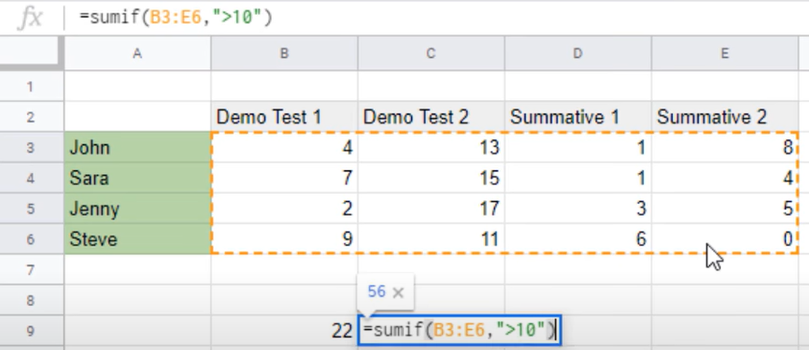 fx =sumif(B3:E6,">10")
A B C D E
1
2 Demo Test 1 Demo Test 2 Summative 1 Summative 2
3 John 4 13 1 8
4 Sara 7 15 1 4
5 Jenny 2 17 3 5
6 Steve 9 11 6 0
7
8 56 ×
9 22 =sumif(B3:E6,">10")